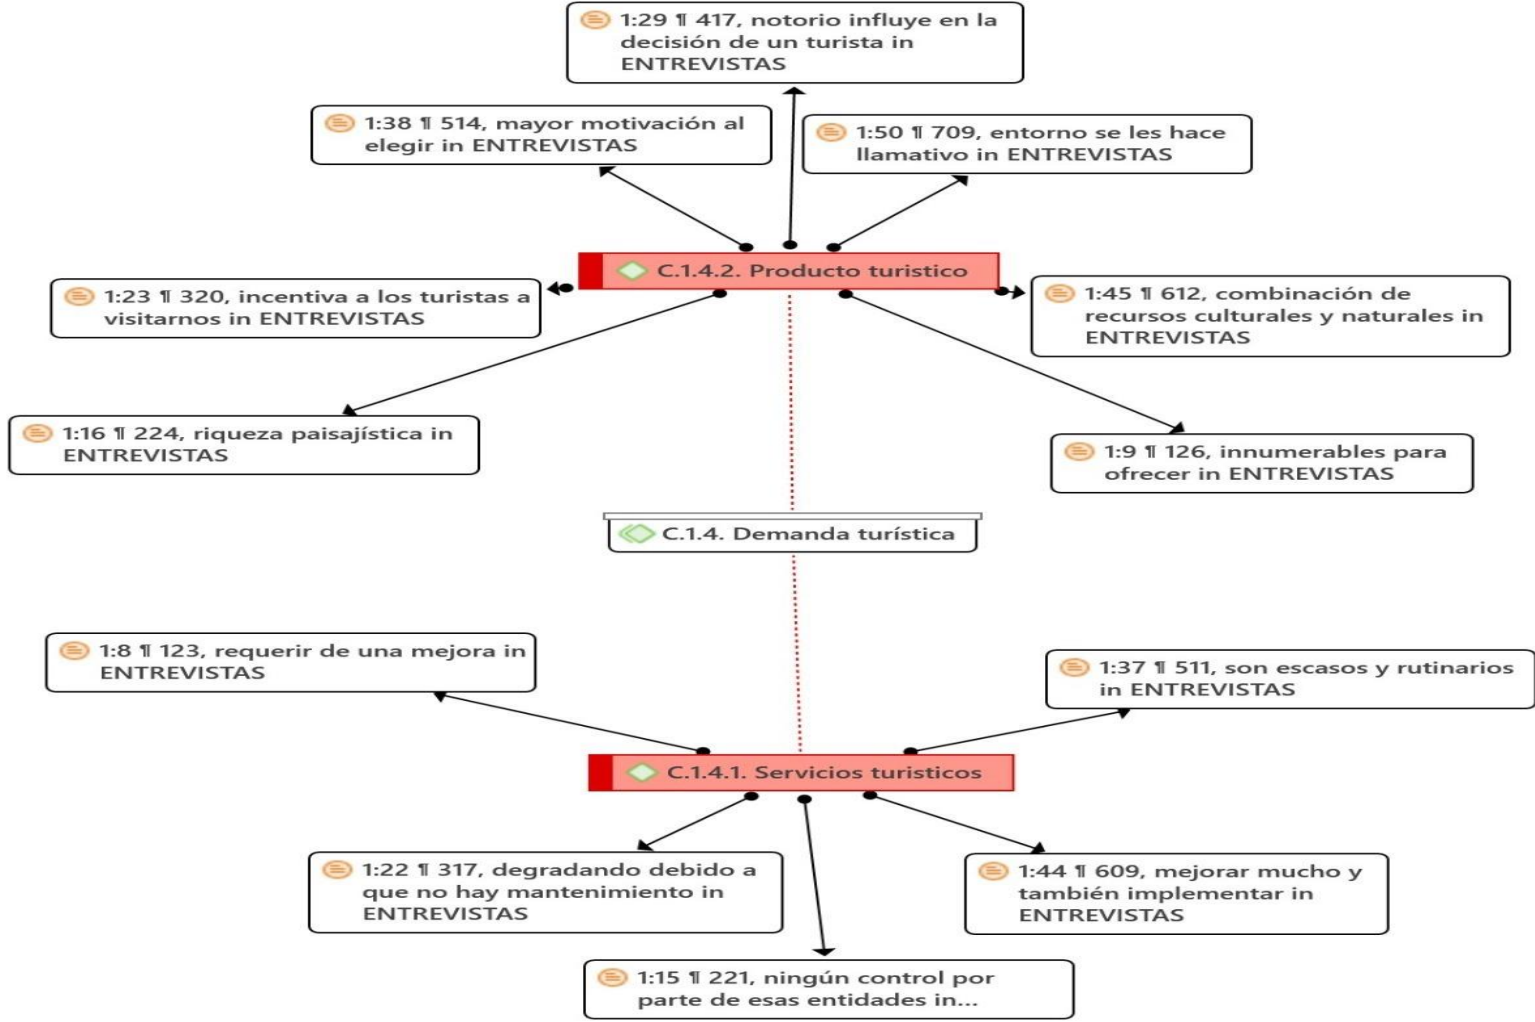 1:29 ¶ 417, notorio influye en la
decisión de un turista in
ENTREVISTAS
1:38 ¶ 514, mayor motivación al
elegir in ENTREVISTAS
1:50 ¶ 709, entorno se les hace
llamativo in ENTREVISTAS
C.1.4.2. Producto turistico
1:23 ¶ 320, incentiva a los turistas a
visitarnos in ENTREVISTAS
1:45 ¶ 612, combinación de
recursos culturales y naturales in
ENTREVISTAS
1:16 ¶ 224, riqueza paisajística in
ENTREVISTAS
1:9 ¶ 126, innumerables para
ofrecer in ENTREVISTAS
C.1.4. Demanda turística
1:8 ¶ 123, requerir de una mejora in
ENTREVISTAS
1:37 ¶ 511, son escasos y rutinarios
in ENTREVISTAS
C.1.4.1. Servicios turisticos
1:22 ¶ 317, degradando debido a
que no hay mantenimiento in
ENTREVISTAS
1:44 ¶ 609, mejorar mucho y
también implementar in
ENTREVISTAS
1:15 ¶ 221, ningún control por
parte de esas entidades in...